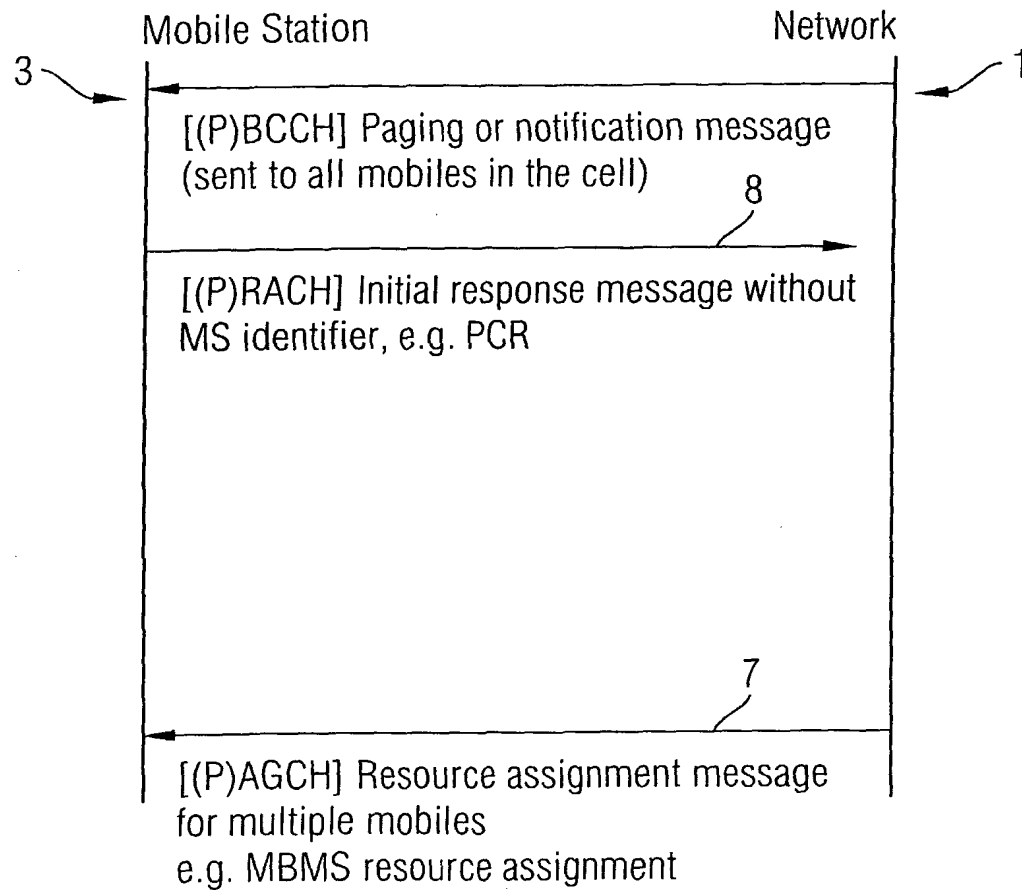 Mobile Station
Network
3
1
[(P)BCCH] Paging or notification message
(sent to all mobiles in the cell)
8
[(P)RACH] Initial response message without
MS identifier, e.g. PCR
7
[(P)AGCH] Resource assignment message
for multiple mobiles
e.g. MBMS resource assignment